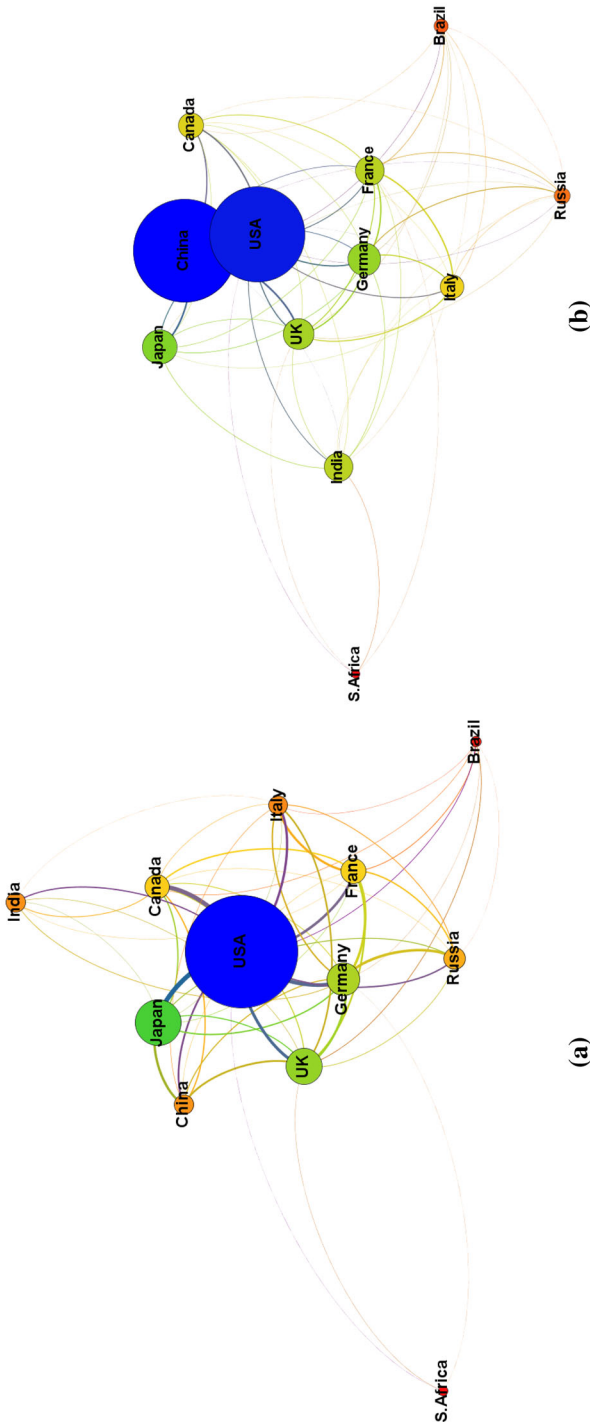 India
Japan
Canada
China
USA
Italy
UK
Germany
France
S.Africa
Russia
Brazil
(a)
Japan
China
Canada
USA
UK
India
S.Africa
Germany
France
Brazil
Italy
Russia
(b)